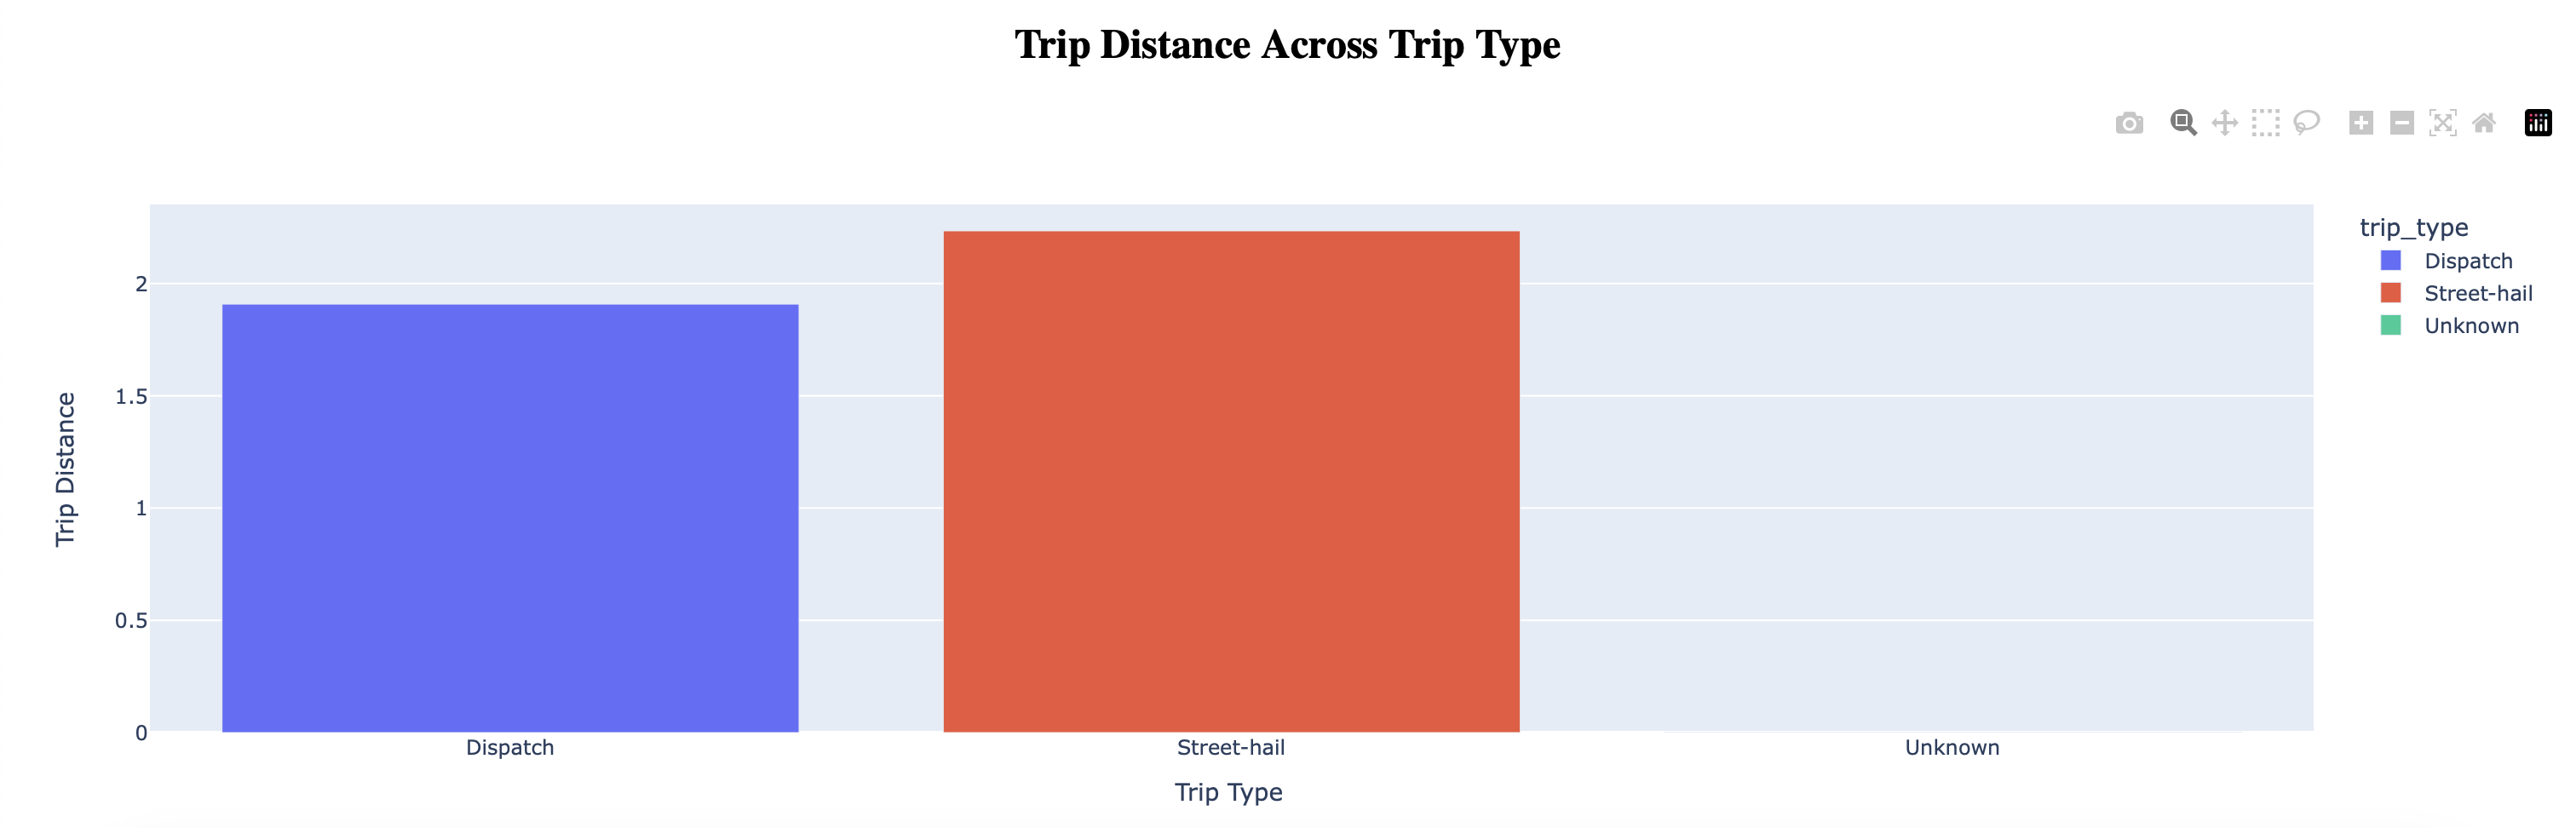 Trip Distance Across Trip Type
trip_type
Dispatch
Street-hail
Unknown
Trip Distance
2
1.5
1
0.5
0
Dispatch
Street-hail
Unknown
Trip Type